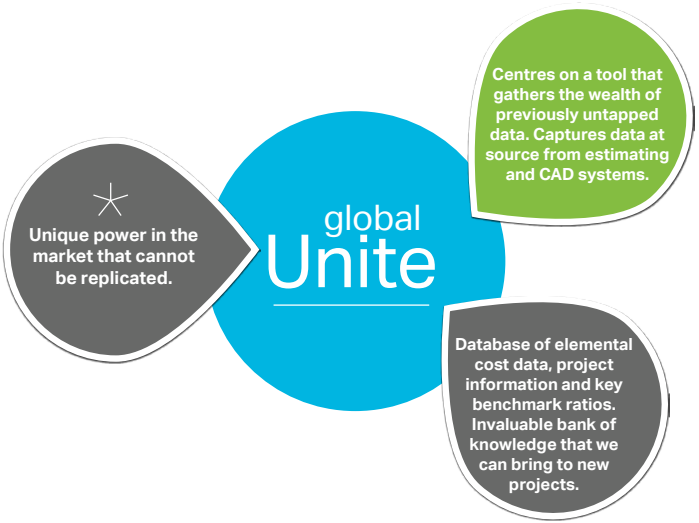 Centres on a tool that
gathers the wealth of
previously untapped
data. Captures data at
source from estimating
and CAD systems.
global
Unite
Unique power in the
market that cannot
be replicated.
Database of elemental
cost data, project
information and key
benchmark ratios.
Invaluable bank of
knowledge that we
can bring to new
projects.